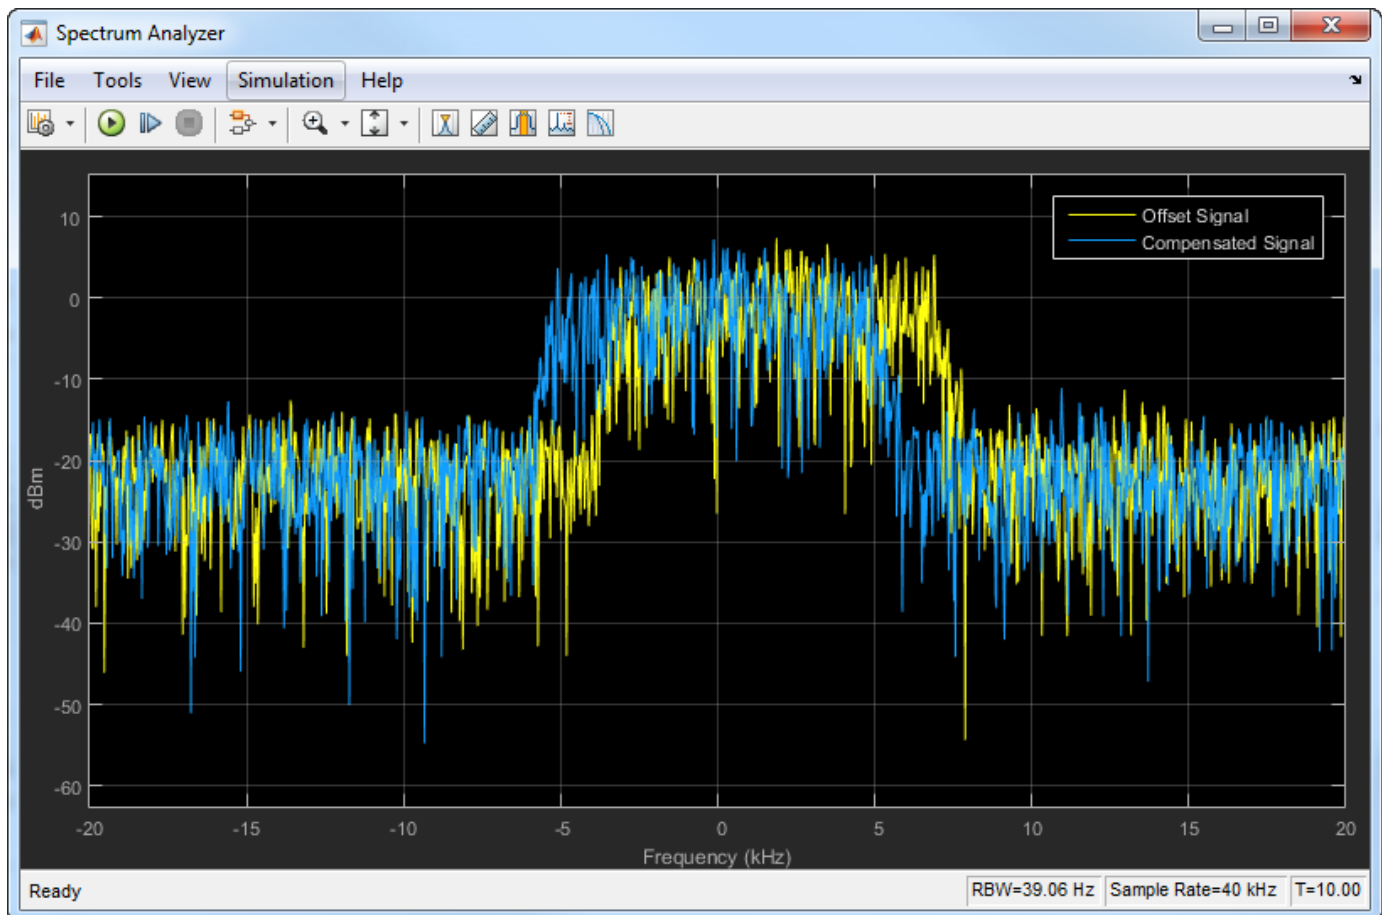 Spectrum Analyzer
File Tools View Simulation Help
Offset Signal
Compensated Signal
10
0
-10
-20
-30
-40
-50
-60
dBm
-20 -15 -10 -5 0 5 10 15 20
Frequency (kHz)
Ready RBW=39.06 Hz Sample Rate=40 kHz T=10.00